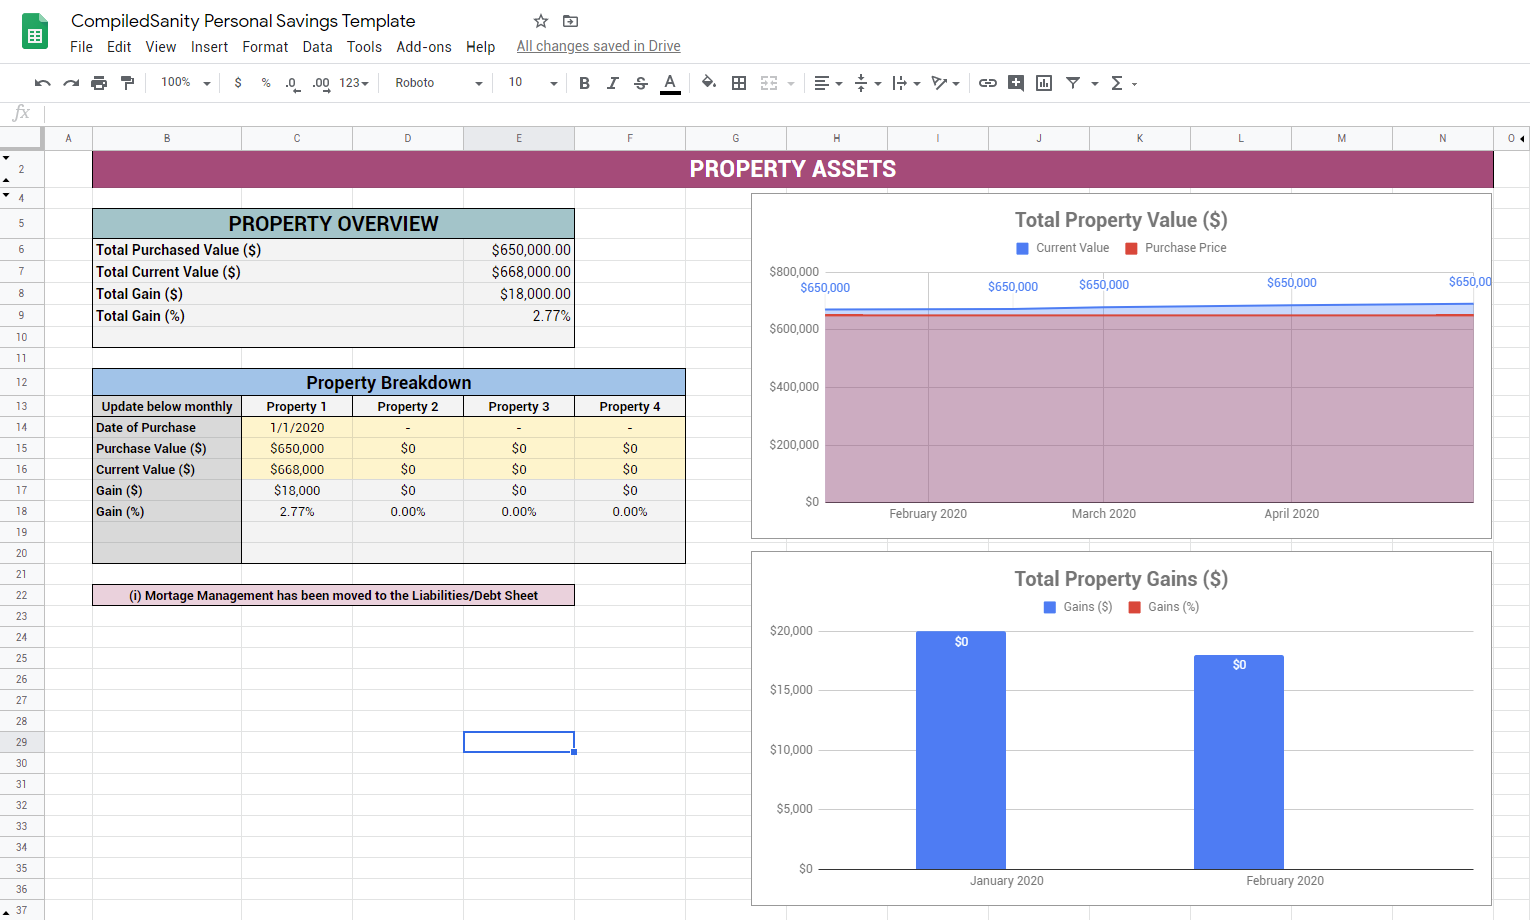 CompiledSanity Personal Savings Template
File Edit View Insert Format Data Tools Add-ons Help All changes saved in Drive
100% $ % .0 .00 123 Roboto 10 B I S A Σ
fx
A B C D E F G H I J K L M N O
2 PROPERTY ASSETS
4
5 PROPERTY OVERVIEW
6 Total Purchased Value ($) $650,000.00
7 Total Current Value ($) $668,000.00
8 Total Gain ($) $18,000.00
9 Total Gain (%) 2.77%
10
11
12 Property Breakdown
13 Update below monthly Property 1 Property 2 Property 3 Property 4
14 Date of Purchase 1/1/2020 - - -
15 Purchase Value ($) $650,000 $0 $0 $0
16 Current Value ($) $668,000 $0 $0 $0
17 Gain ($) $18,000 $0 $0 $0
18 Gain (%) 2.77% 0.00% 0.00% 0.00%
19
20
21
22 (i) Mortage Management has been moved to the Liabilities/Debt Sheet
23
24
25
26
27
28
29
30
31
32
33
34
35
36
37
Total Property Value ($)
Current Value Purchase Price
$800,000
$650,000 $650,000 $650,000 $650,000 $650,00
$600,000
$400,000
$200,000
$0
February 2020 March 2020 April 2020
Total Property Gains ($)
Gains ($) Gains (%)
$20,000
$0 $0
$15,000
$10,000
$5,000
$0
January 2020 February 2020